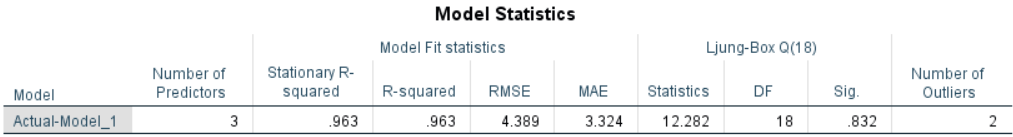 Model Statistics
Model Fit statistics Ljung-Box Q(18)
Model Number of Predictors Stationary R-squared R-squared RMSE MAE Statistics DF Sig. Number of Outliers
Actual-Model_1 3 .963 .963 4.389 3.324 12.282 18 .832 2